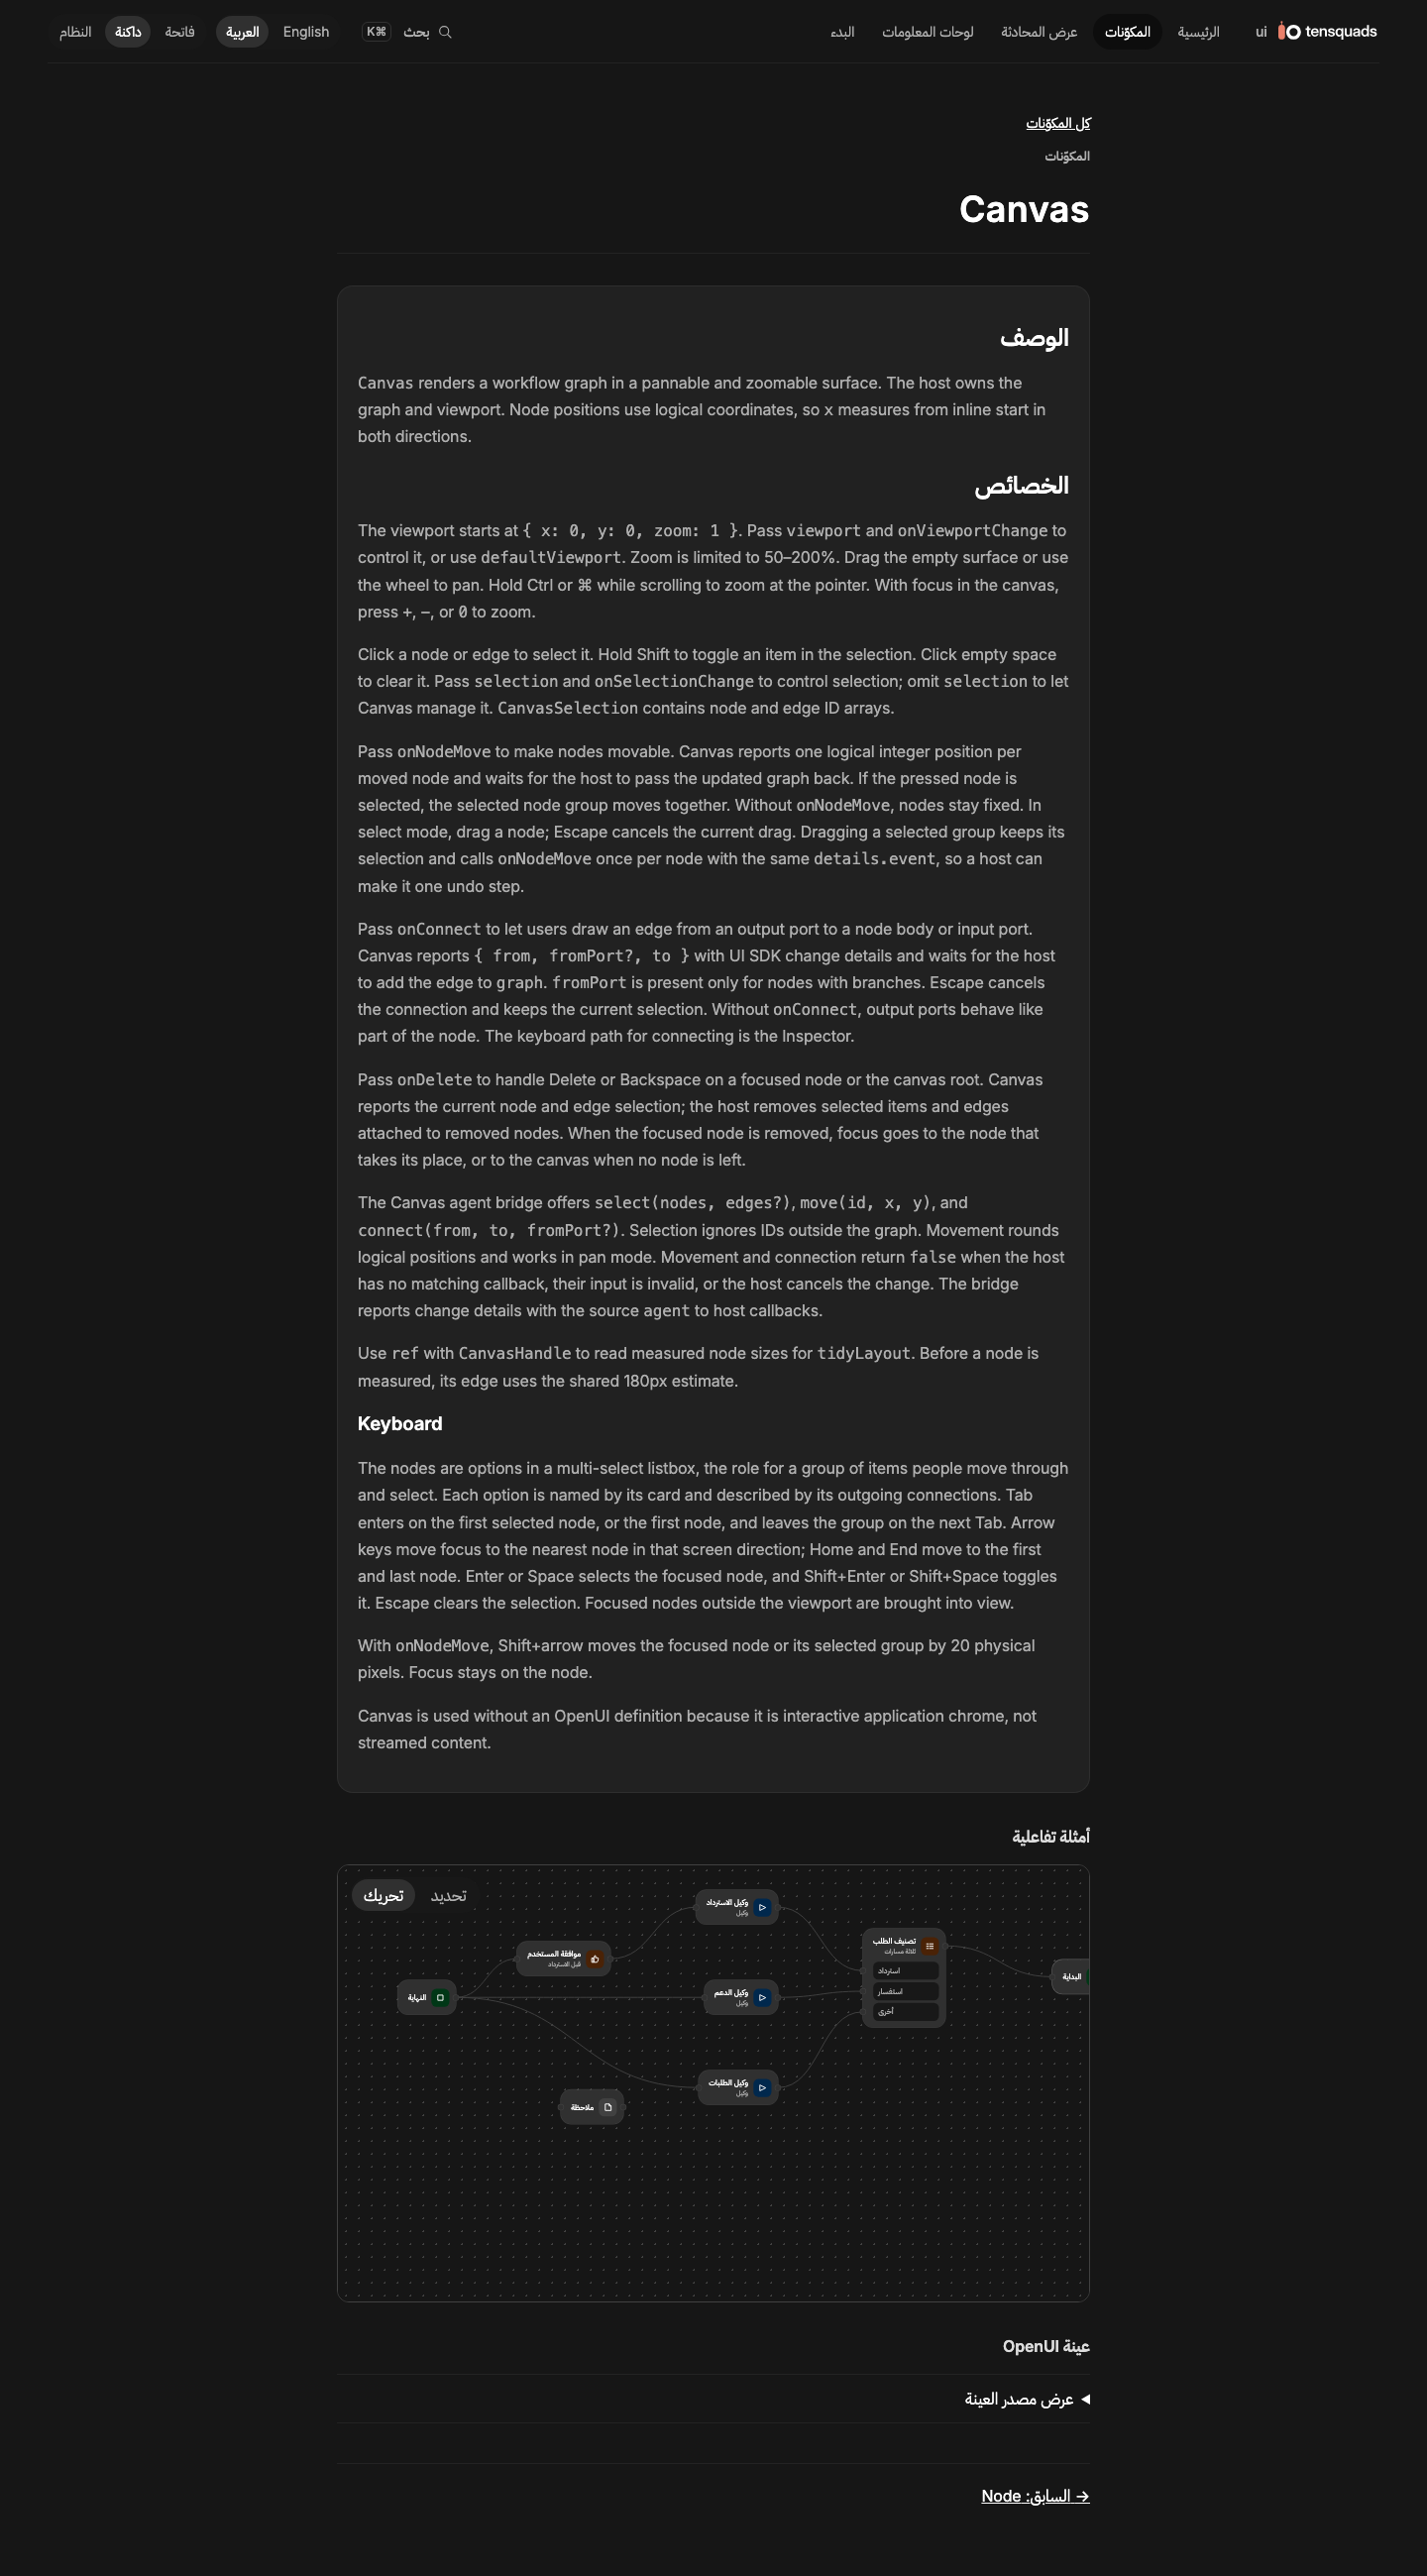 tensquads ui
الرئيسية
المكوّنات
عرض المحادثة
لوحات المعلومات
البدء
بحث
⌘K
English
العربية
فاتحة
داكنة
النظام
كل المكوّنات
المكوّنات
Canvas
الوصف
Canvas renders a workflow graph in a pannable and zoomable surface. The host owns the
graph and viewport. Node positions use logical coordinates, so x measures from inline start in
both directions.
الخصائص
The viewport starts at { x: 0, y: 0, zoom: 1 }. Pass viewport and onViewportChange to
control it, or use defaultViewport. Zoom is limited to 50–200%. Drag the empty surface or use
the wheel to pan. Hold Ctrl or ⌘ while scrolling to zoom at the pointer. With focus in the canvas,
press +, −, or 0 to zoom.
Click a node or edge to select it. Hold Shift to toggle an item in the selection. Click empty space
to clear it. Pass selection and onSelectionChange to control selection; omit selection to let
Canvas manage it. CanvasSelection contains node and edge ID arrays.
Pass onNodeMove to make nodes movable. Canvas reports one logical integer position per
moved node and waits for the host to pass the updated graph back. If the pressed node is
selected, the selected node group moves together. Without onNodeMove, nodes stay fixed. In
select mode, drag a node; Escape cancels the current drag. Dragging a selected group keeps its
selection and calls onNodeMove once per node with the same details.event, so a host can
make it one undo step.
Pass onConnect to let users draw an edge from an output port to a node body or input port.
Canvas reports { from, fromPort?, to } with UI SDK change details and waits for the host
to add the edge to graph. fromPort is present only for nodes with branches. Escape cancels
the connection and keeps the current selection. Without onConnect, output ports behave like
part of the node. The keyboard path for connecting is the Inspector.
Pass onDelete to handle Delete or Backspace on a focused node or the canvas root. Canvas
reports the current node and edge selection; the host removes selected items and edges
attached to removed nodes. When the focused node is removed, focus goes to the node that
takes its place, or to the canvas when no node is left.
The Canvas agent bridge offers select(nodes, edges?), move(id, x, y), and
connect(from, to, fromPort?). Selection ignores IDs outside the graph. Movement rounds
logical positions and works in pan mode. Movement and connection return false when the host
has no matching callback, their input is invalid, or the host cancels the change. The bridge
reports change details with the source agent to host callbacks.
Use ref with CanvasHandle to read measured node sizes for tidyLayout. Before a node is
measured, its edge uses the shared 180px estimate.
Keyboard
The nodes are options in a multi-select listbox, the role for a group of items people move through
and select. Each option is named by its card and described by its outgoing connections. Tab
enters on the first selected node, or the first node, and leaves the group on the next Tab. Arrow
keys move focus to the nearest node in that screen direction; Home and End move to the first
and last node. Enter or Space selects the focused node, and Shift+Enter or Shift+Space toggles
it. Escape clears the selection. Focused nodes outside the viewport are brought into view.
With onNodeMove, Shift+arrow moves the focused node or its selected group by 20 physical
pixels. Focus stays on the node.
Canvas is used without an OpenUI definition because it is interactive application chrome, not
streamed content.
أمثلة تفاعلية
تحديد
تحريك
البداية
تصنيف الطلب
ثلاثة مسارات
استرداد
استفسار
أخرى
وكيل الاسترداد
وكيل
وكيل الدعم
وكيل
وكيل الطلبات
وكيل
موافقة المستخدم
قبل الاسترداد
النهاية
ملاحظة
عينة OpenUI
عرض مصدر العينة
→ السابق: Node